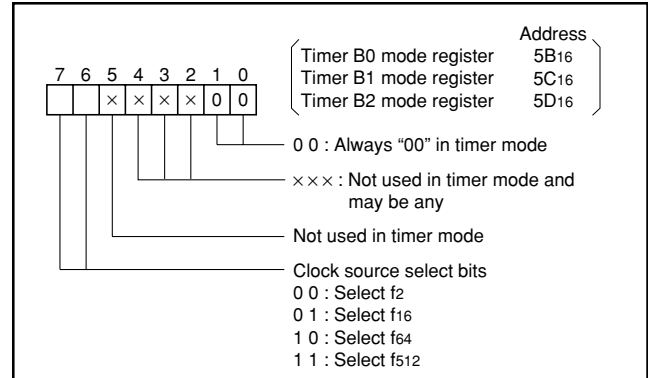 Address
Timer B0 mode register 5B16
Timer B1 mode register 5C16
Timer B2 mode register 5D16
7 6 5 4 3 2 1 0
× × × × 0 0
0 0 : Always “00” in timer mode
××× : Not used in timer mode and
may be any
Not used in timer mode
Clock source select bits
0 0 : Select f2
0 1 : Select f16
1 0 : Select f64
1 1 : Select f512